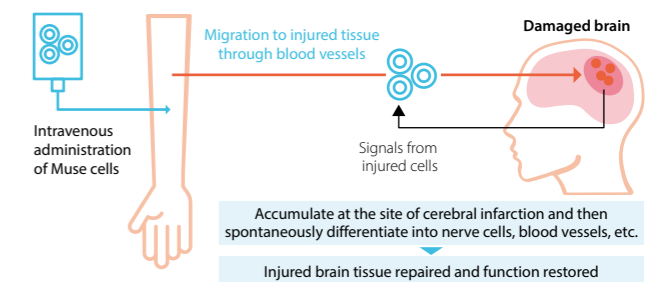 Damaged brain
Migration to injured tissue
through blood vessels
Intravenous
administration
of Muse cells
Signals from
injured cells
Accumulate at the site of cerebral infarction and then
spontaneously differentiate into nerve cells, blood vessels, etc.
Injured brain tissue repaired and function restored